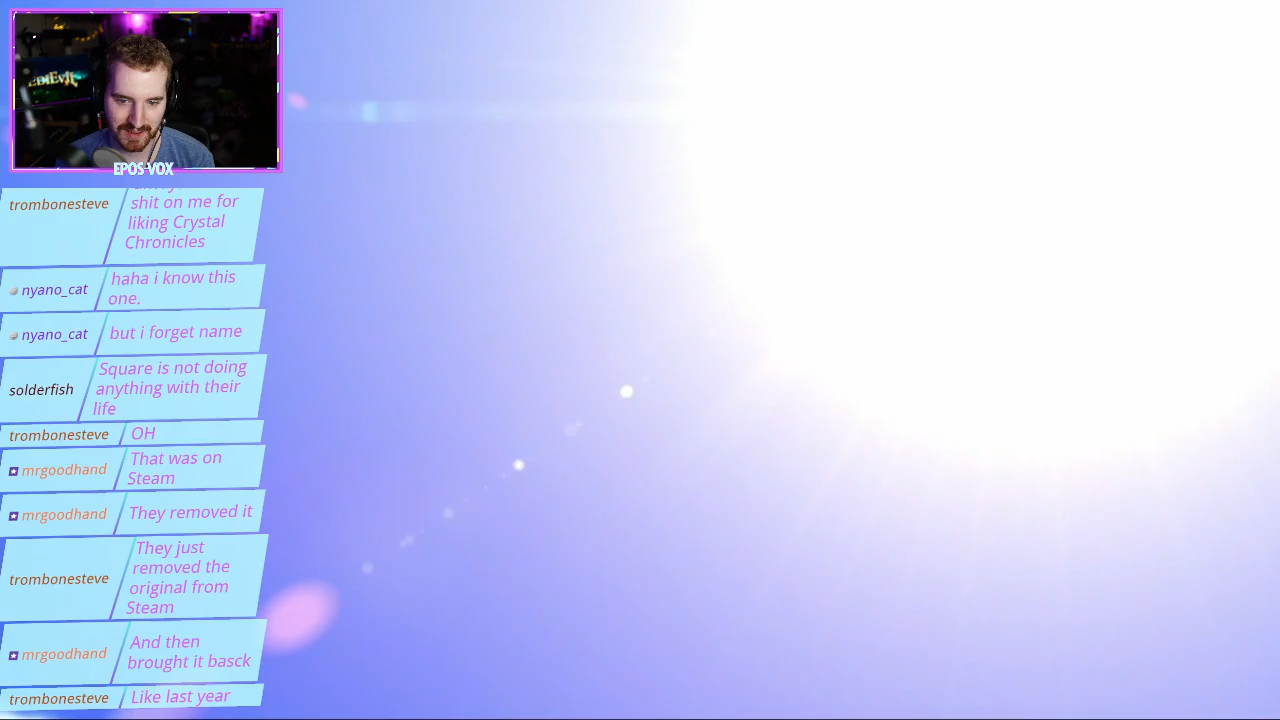 EPOS VOX
trombonesteve
shit on me for
liking Crystal
Chronicles
nyano_cat
haha i know this
one.
nyano_cat
but i forget name
solderfish
Square is not doing
anything with their
life
trombonesteve
OH
mrgoodhand
That was on
Steam
mrgoodhand
They removed it
trombonesteve
They just
removed the
original from
Steam
mrgoodhand
And then
brought it basck
trombonesteve
Like last year